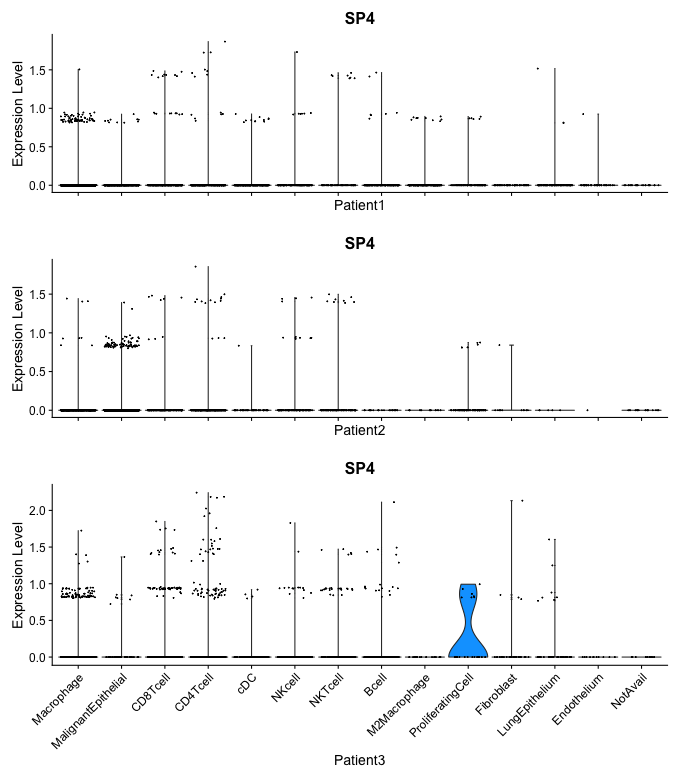 SP4
Expression Level
1.5
1.0
0.5
0.0
Patient1
SP4
Expression Level
1.5
1.0
0.5
0.0
Patient2
SP4
Expression Level
2.0
1.5
1.0
0.5
0.0
Macrophage
MalignantEpithelial
CD8Tcell
CD4Tcell
cDC
NKcell
NKTcell
Bcell
M2Macrophage
ProliferatingCell
Fibroblast
LungEpithelium
Endothelium
NotAvail
Patient3